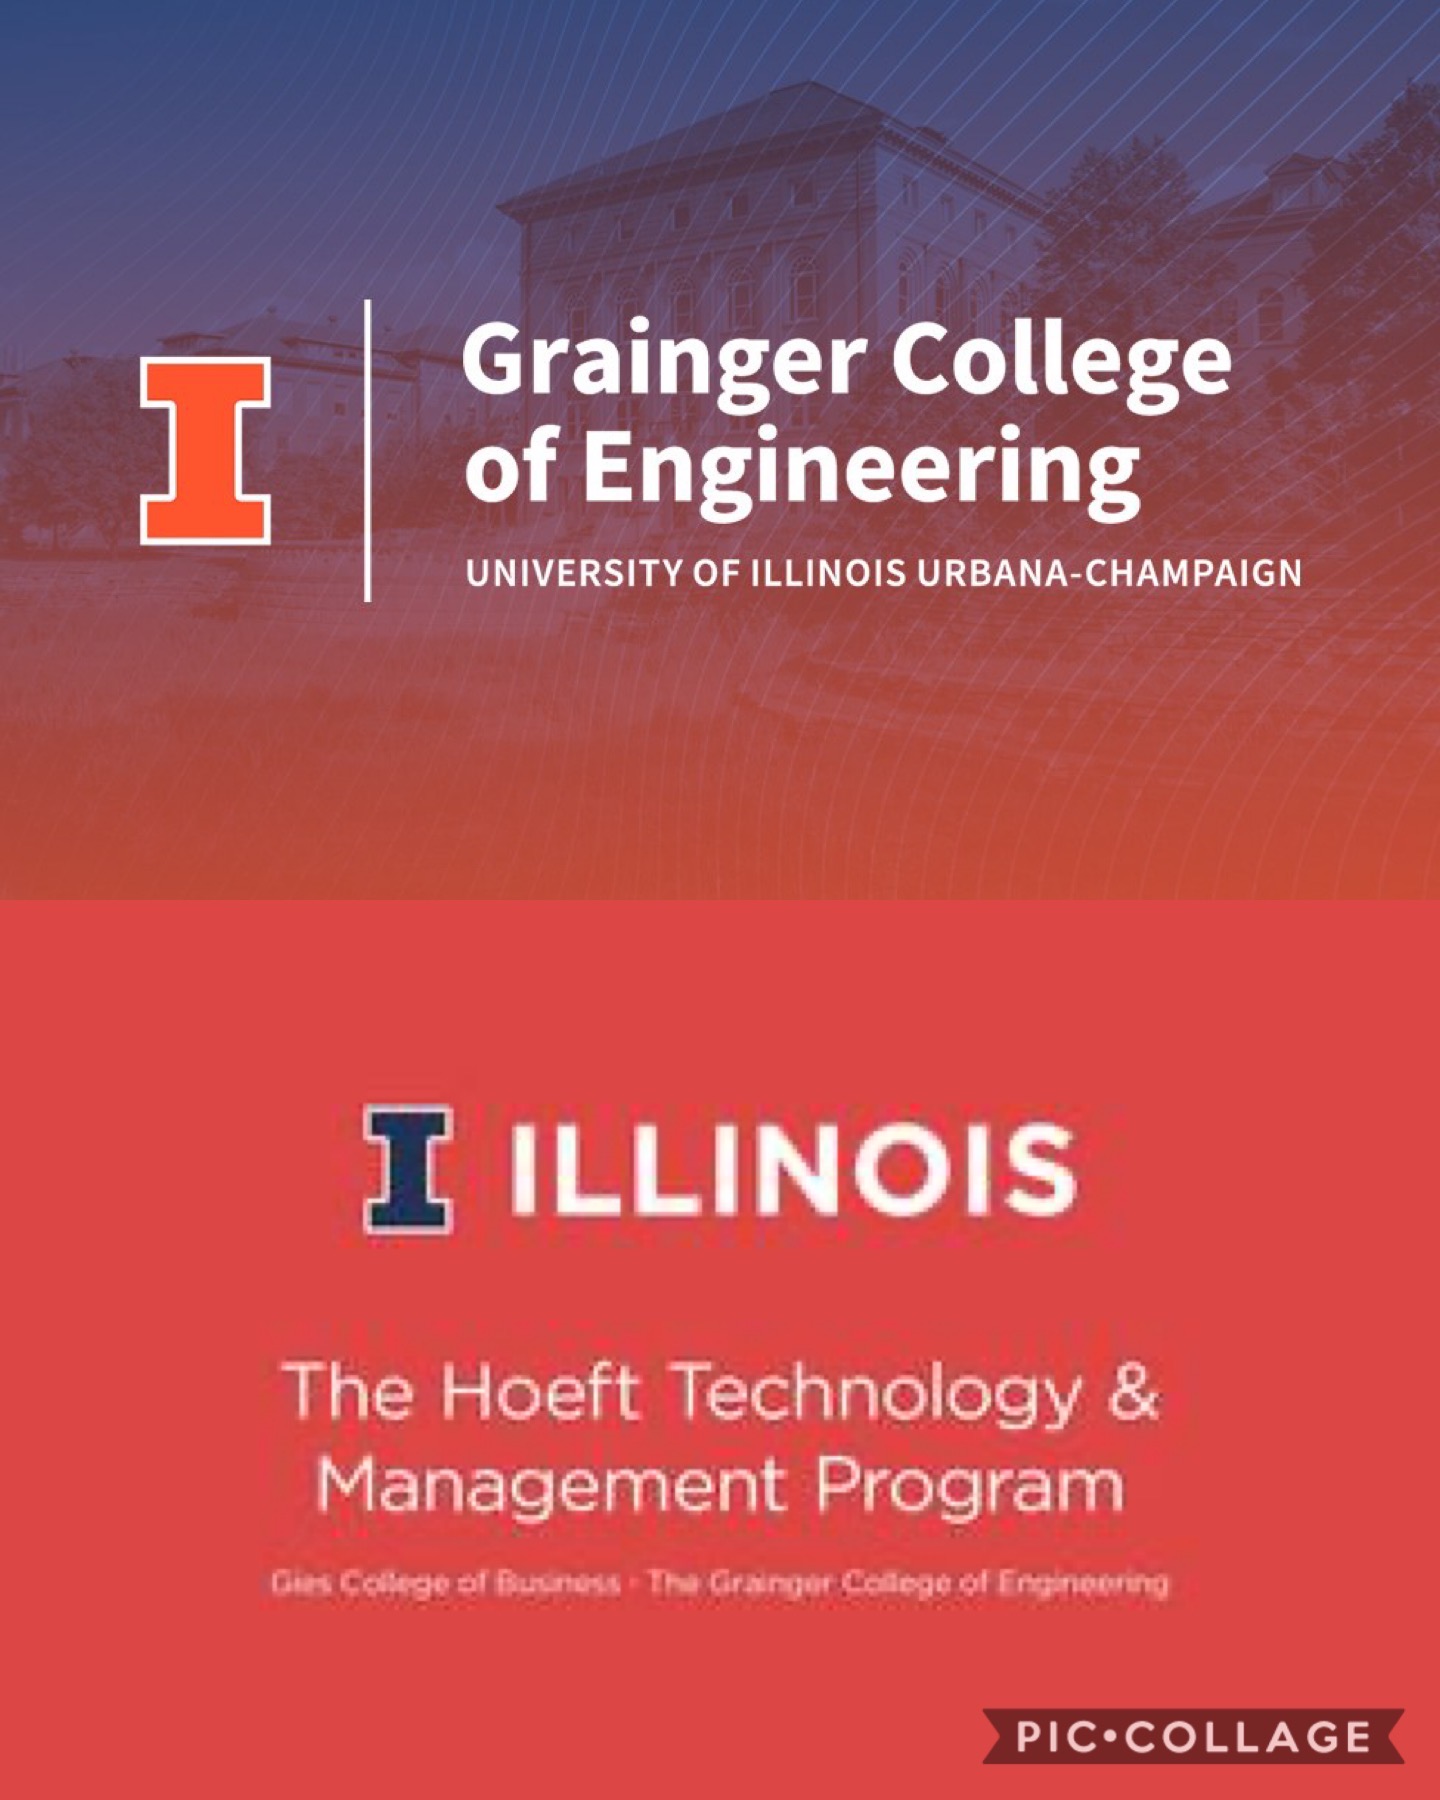 I
Grainger College
of Engineering
UNIVERSITY OF ILLINOIS URBANA-CHAMPAIGN
I ILLINOIS
The Hoeft Technology &
Management Program
Gies College of Business · The Grainger College of Engineering
PIC•COLLAGE